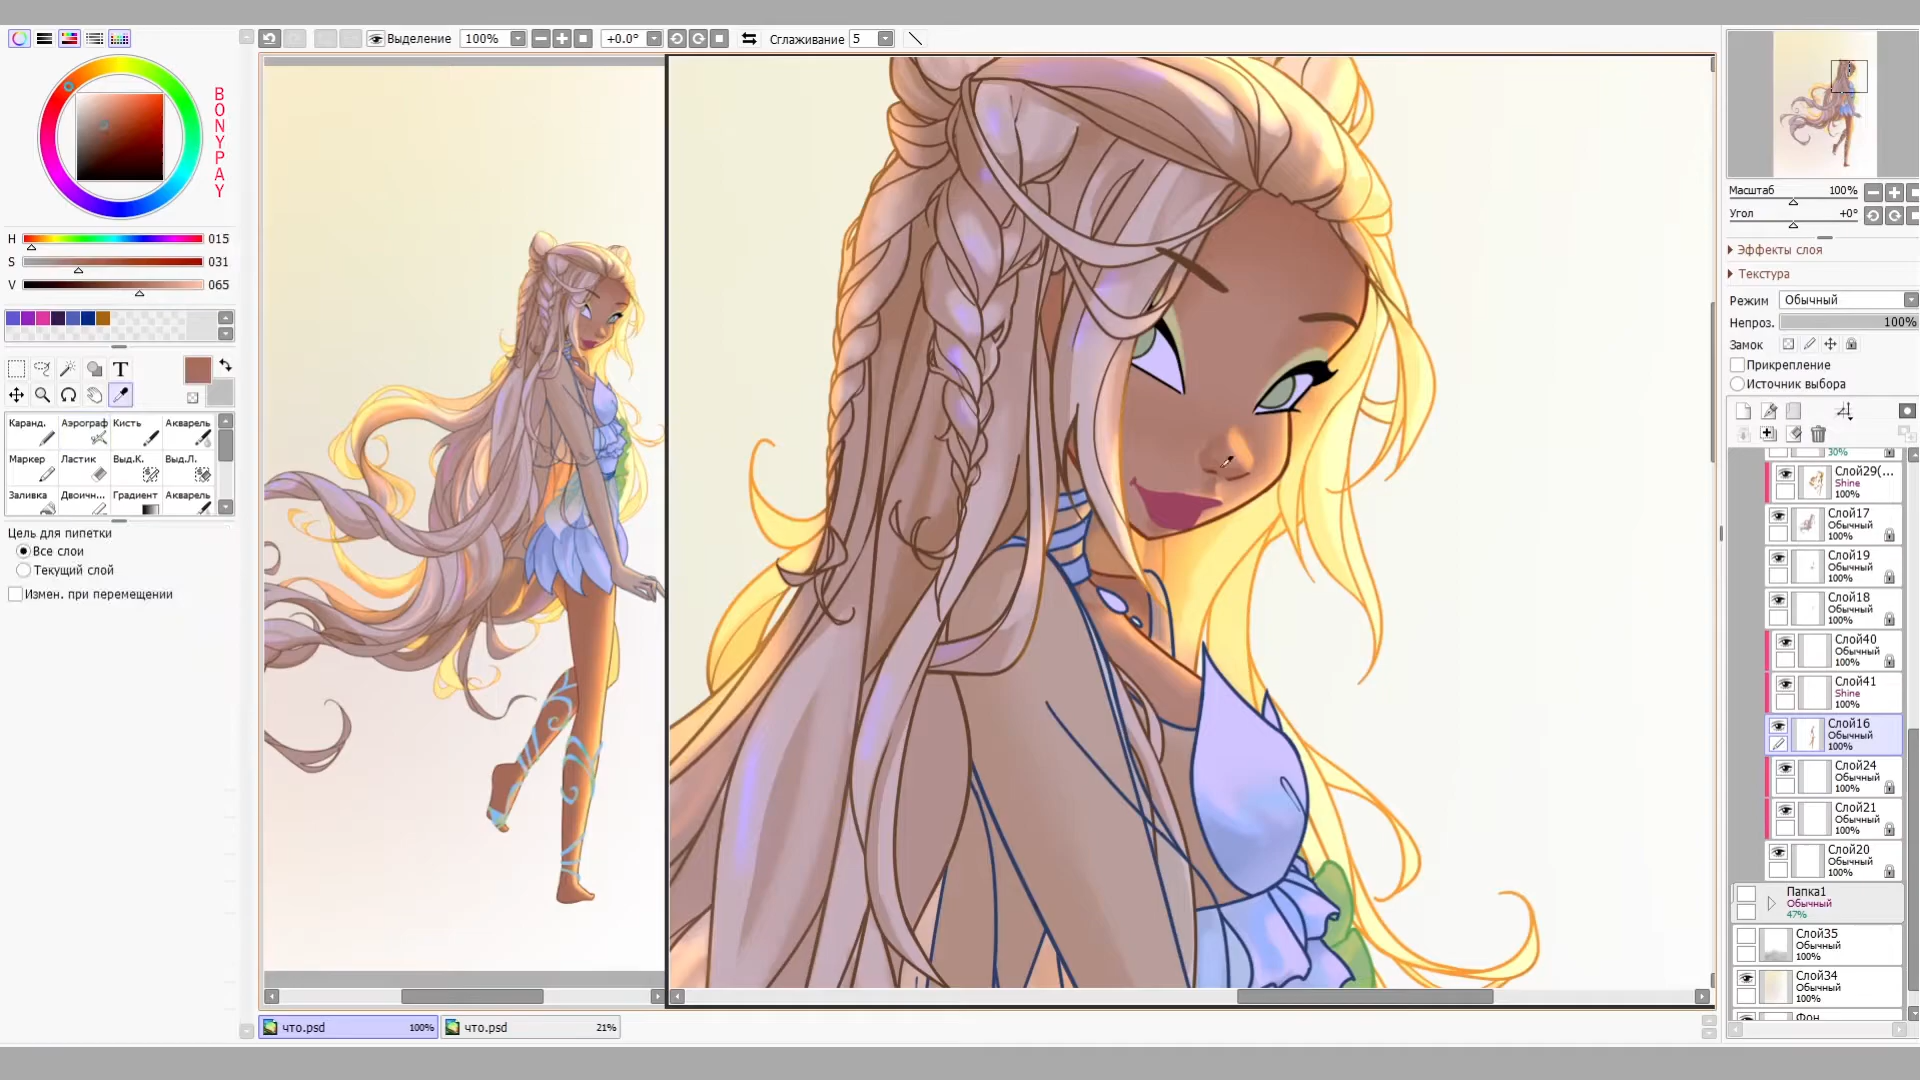 Выделение 100% +0.0° Сглаживание 5
BONYPAY
H 015
S 031
V 065
T
Каранд. Аэрограф Кисть Акварель
Маркер Ластик Выд.К. Выд.Л.
Заливка Двоичн... Градиент Акварель
Цель для пипетки
Все слои
Текущий слой
Измен. при перемещении
что.psd 100% что.psd 21%
Масштаб 100%
Угол +0°
Эффекты слоя
Текстура
Режим Обычный
Непроз. 100%
Замок
Прикрепление
Источник выбора
30%
Слой29(...
Shine
100%
Слой17
Обычный
100%
Слой19
Обычный
100%
Слой18
Обычный
100%
Слой40
Обычный
100%
Слой41
Shine
100%
Слой16
Обычный
100%
Слой24
Обычный
100%
Слой21
Обычный
100%
Слой20
Обычный
100%
Папка1
Обычный
47%
Слой35
Обычный
100%
Слой34
Обычный
100%
Фон